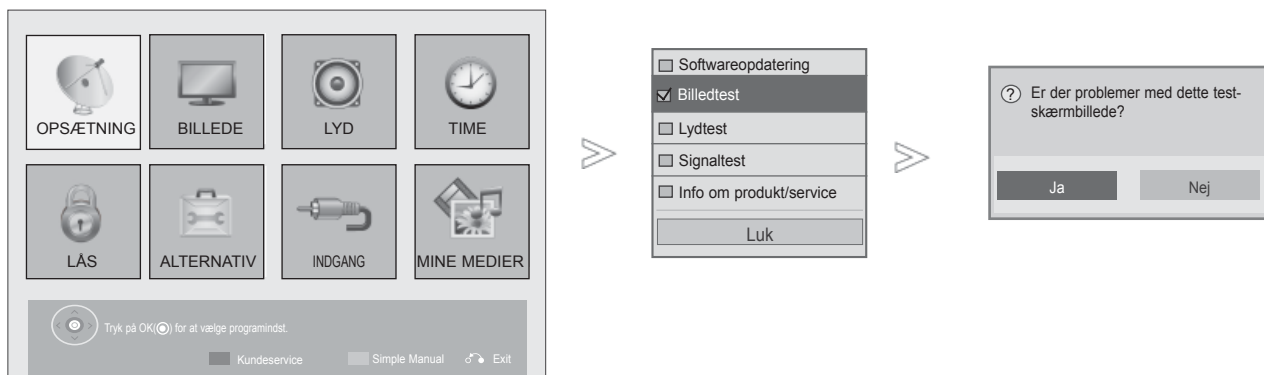 OPSÆTNING
BILLEDE
LYD
TIME
LÅS
ALTERNATIV
INDGANG
MINE MEDIER
Tryk på OK(◉) for at vælge programindst.
Kundeservice
Simple Manual
Exit
Softwareopdatering
Billedtest
Lydtest
Signaltest
Info om produkt/service
Luk
? Er der problemer med dette test-
skærmbillede?
Ja
Nej